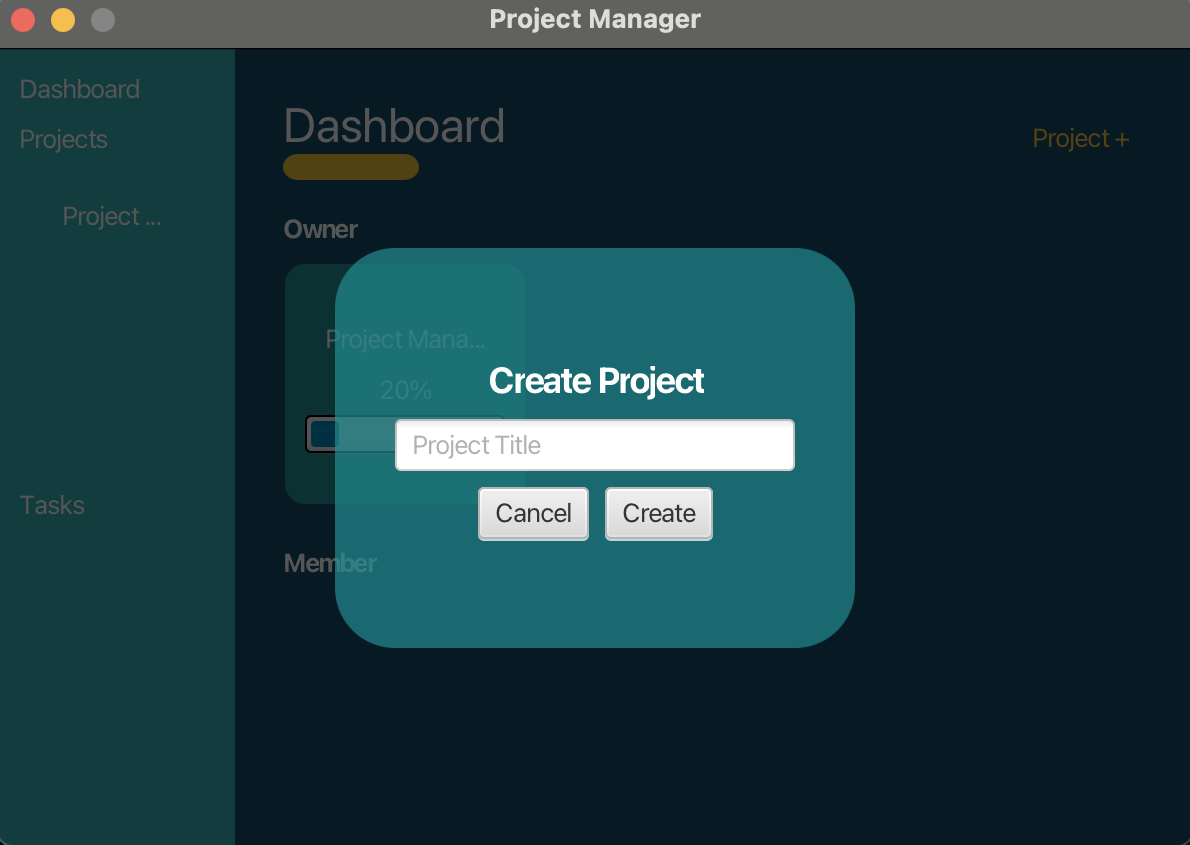 Project Manager
Dashboard
Projects
Project ...
Tasks
Dashboard
Project +
Owner
Project Mana...
20%
Member
Create Project
Project Title
Cancel
Create